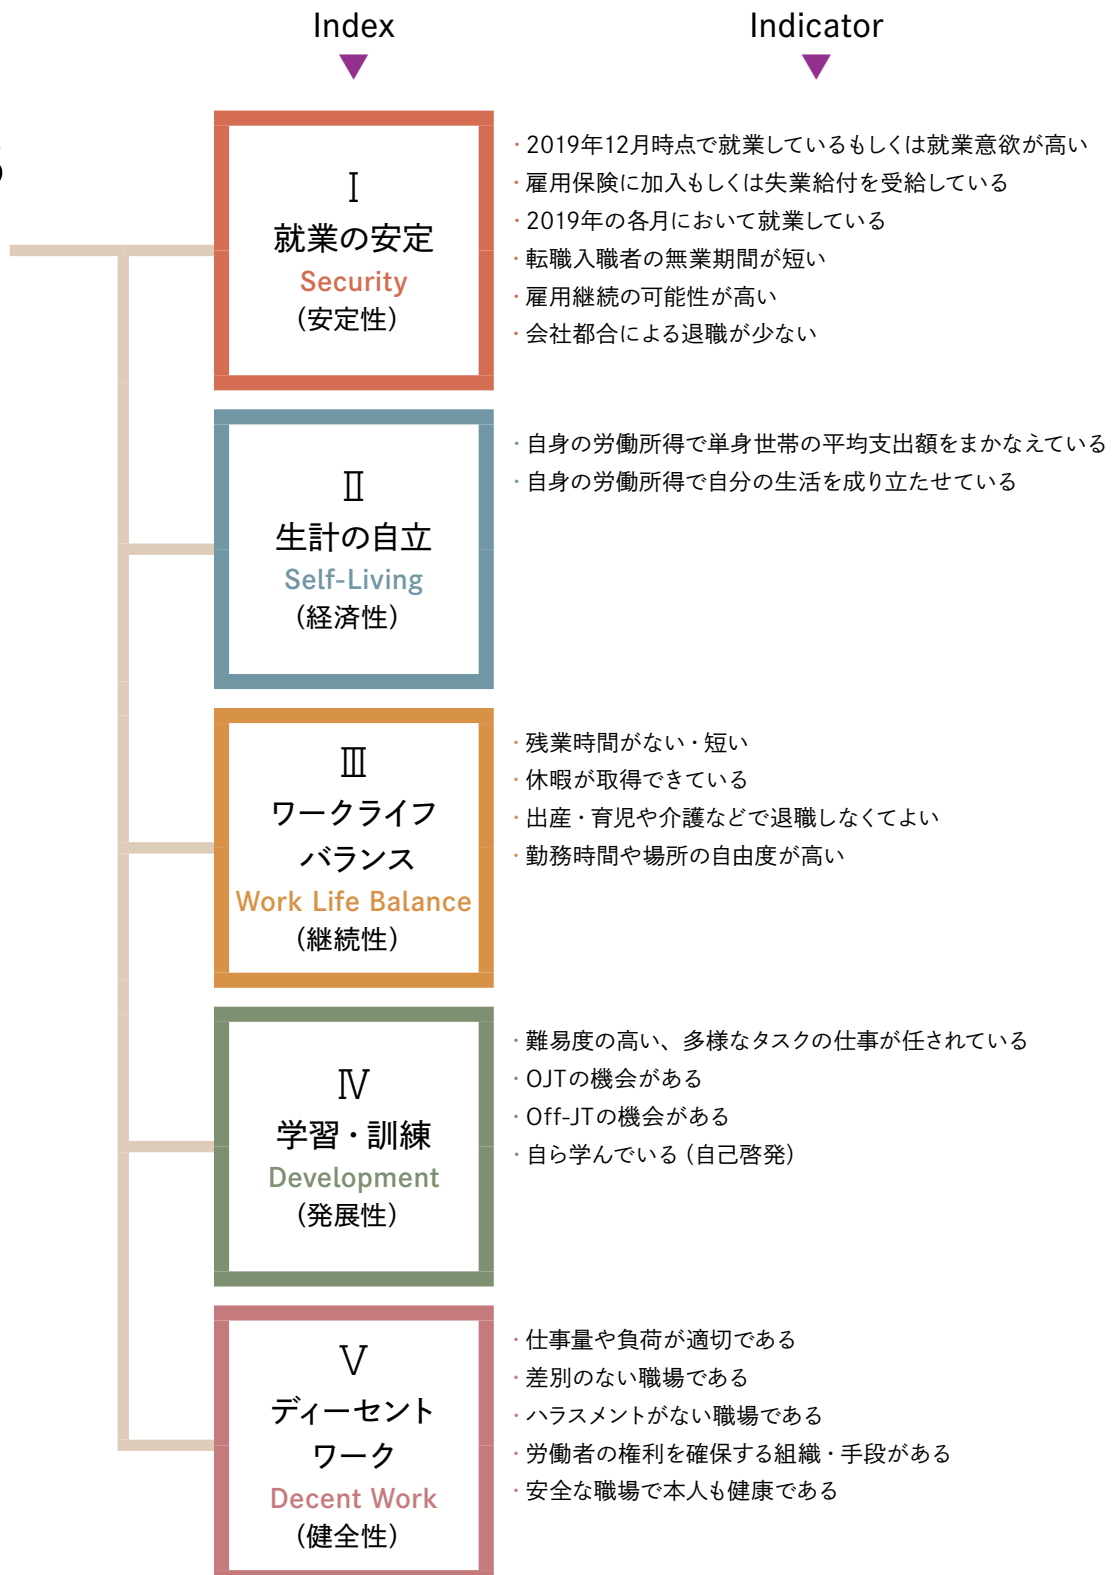 Index
Indicator
Ⅰ
就業の安定
Security
（安定性）
・2019年12月時点で就業しているもしくは就業意欲が高い
・雇用保険に加入もしくは失業給付を受給している
・2019年の各月において就業している
・転職入職者の無業期間が短い
・雇用継続の可能性が高い
・会社都合による退職が少ない
Ⅱ
生計の自立
Self-Living
（経済性）
・自身の労働所得で単身世帯の平均支出額をまかなえている
・自身の労働所得で自分の生活を成り立たせている
Ⅲ
ワークライフ
バランス
Work Life Balance
（継続性）
・残業時間がない・短い
・休暇が取得できている
・出産・育児や介護などで退職しなくてよい
・勤務時間や場所の自由度が高い
Ⅳ
学習・訓練
Development
（発展性）
・難易度の高い、多様なタスクの仕事が任されている
・OJTの機会がある
・Off-JTの機会がある
・自ら学んでいる（自己啓発）
Ⅴ
ディーセント
ワーク
Decent Work
（健全性）
・仕事量や負荷が適切である
・差別のない職場である
・ハラスメントがない職場である
・労働者の権利を確保する組織・手段がある
・安全な職場で本人も健康である